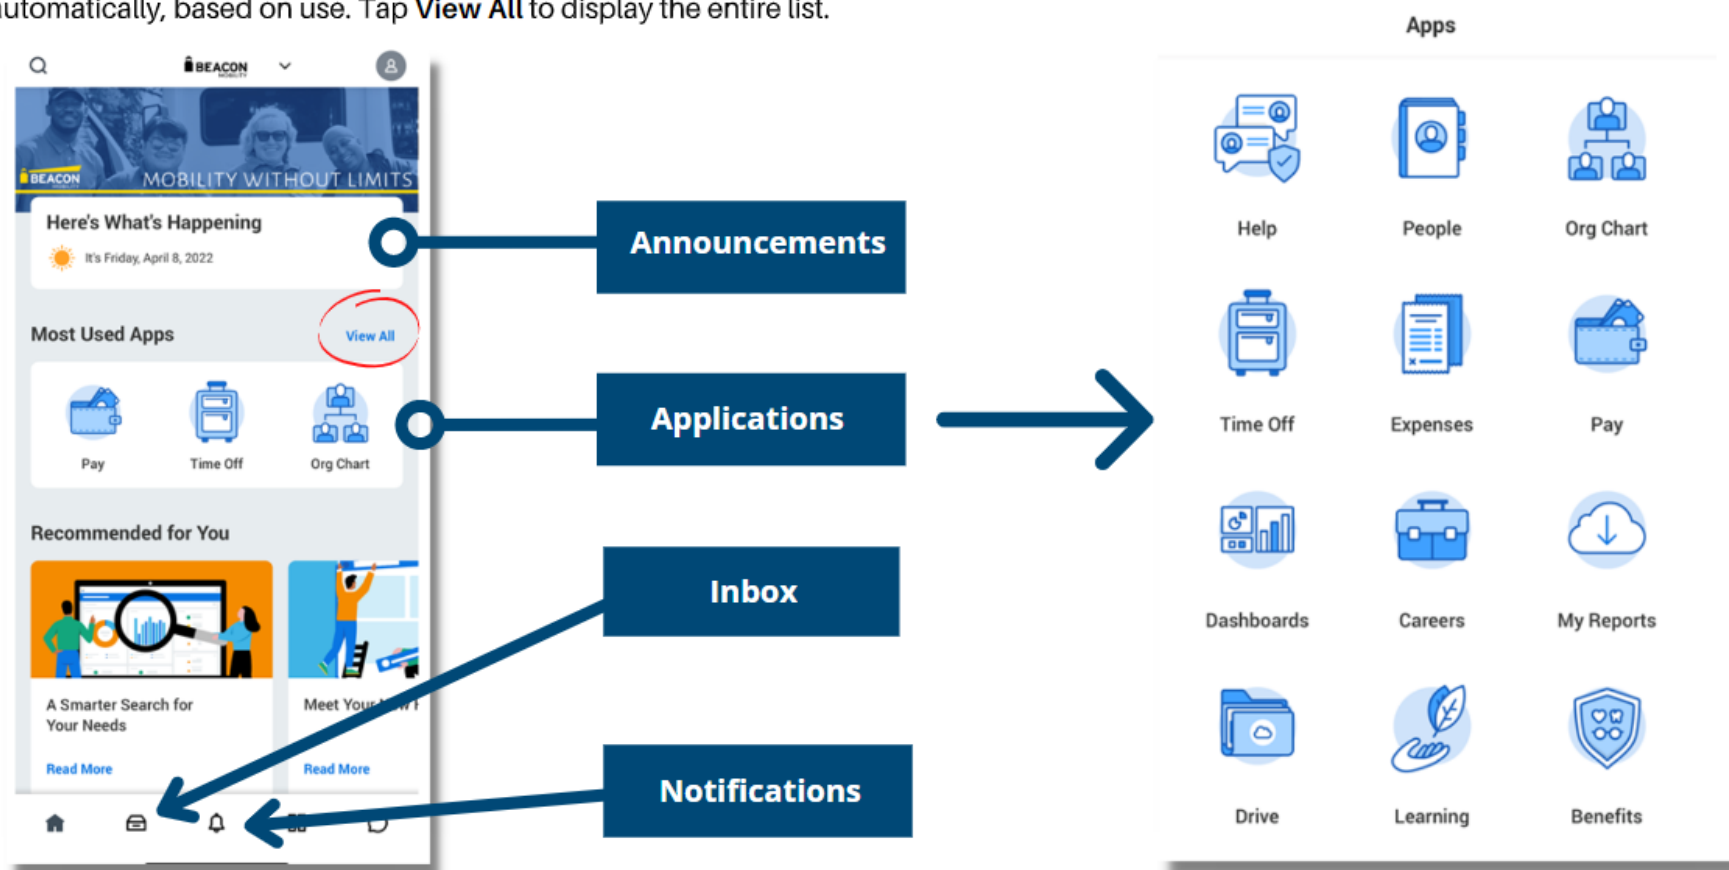 automatically, based on use. Tap View All to display the entire list.
BEACON
MOBILITY
BEACON
MOBILITY WITHOUT LIMITS
Here's What's Happening
It's Friday, April 8, 2022
Most Used Apps
View All
Pay
Time Off
Org Chart
Recommended for You
A Smarter Search for
Your Needs
Read More
Meet Your
Read More
Announcements
Applications
Inbox
Notifications
Apps
Help
People
Org Chart
Time Off
Expenses
Pay
Dashboards
Careers
My Reports
Drive
Learning
Benefits